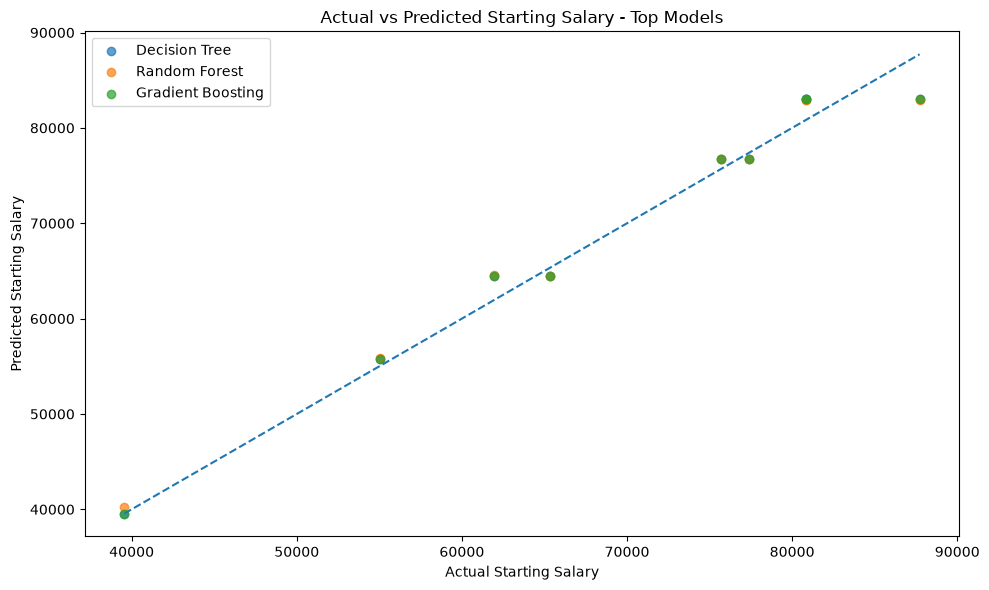 Actual vs Predicted Starting Salary - Top Models
Decision Tree
Random Forest
Gradient Boosting
90000
80000
70000
60000
50000
40000
Predicted Starting Salary
40000 50000 60000 70000 80000 90000
Actual Starting Salary